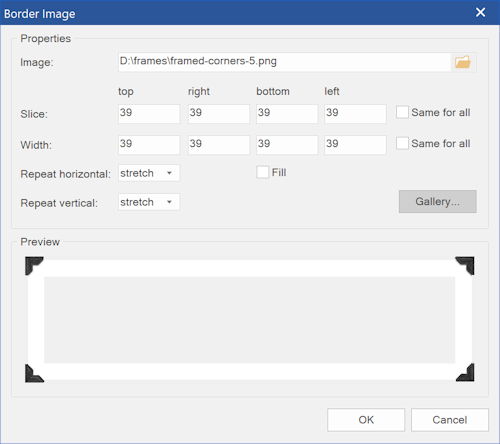 Border Image
Properties
Image: D:\frames\framed-corners-5.png
top right bottom left
Slice: 39 39 39 39 Same for all
Width: 39 39 39 39 Same for all
Repeat horizontal: stretch Fill
Repeat vertical: stretch Gallery...
Preview
OK Cancel